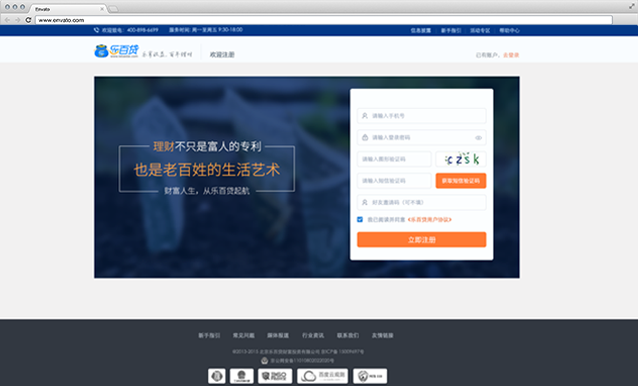 Envato
www.envato.com
欢迎致电: 400-898-6699 服务时间: 周一至周五 9:30-18:00 信息披露 新手指引 活动专区 帮助中心
乐百贷 欢迎注册 已有账户，去登录
请输入手机号
请输入登录密码
理财不只是富人的专利
也是老百姓的生活艺术
财富人生，从乐百贷起航
请输入图形验证码 czsk
请输入短信验证码 获取短信验证码
好友邀请码（可不填）
我已阅读并同意《乐百贷用户协议》
立即注册
新手指引 常见问题 媒体报道 行业资讯 联系我们 友情链接